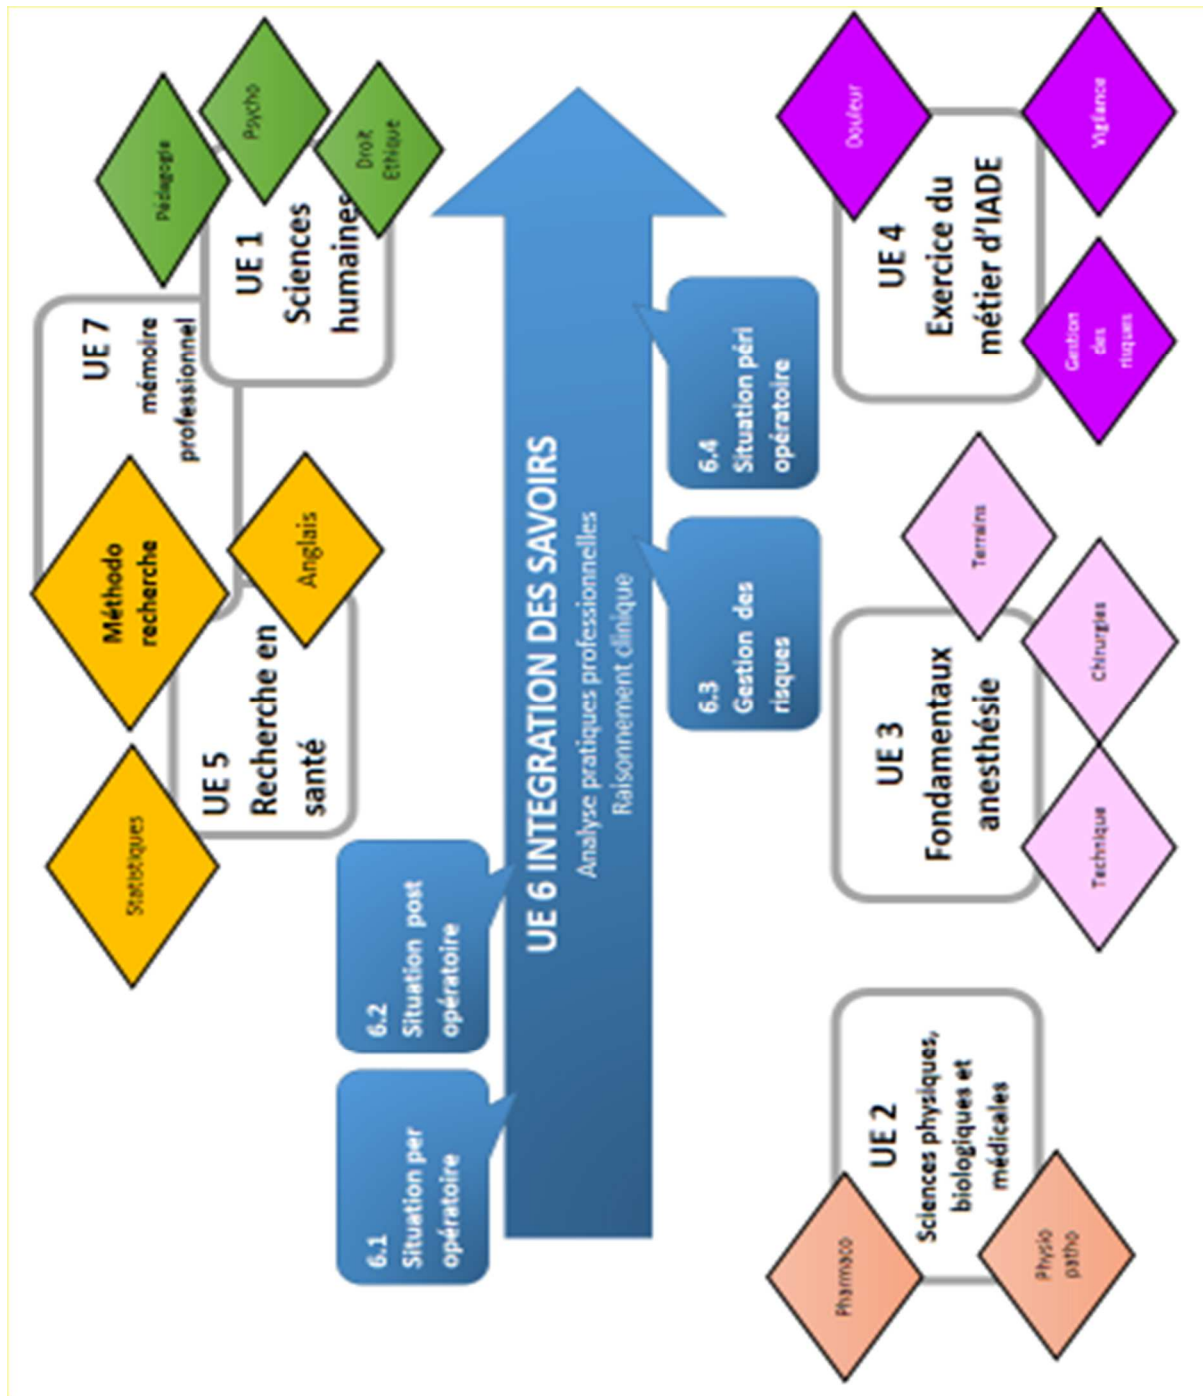 Statistiques
Méthodo
recherche
UE 7
mémoire
professionnel
Pédagogie
Psycho
Droit
Ethique
UE 5
Recherche en
santé
Anglais
UE 1
Sciences
humaines
6.1
Situation per
opératoire
6.2
Situation post
opératoire
UE 6 INTEGRATION DES SAVOIRS
Analyse pratiques professionnelles
Raisonnement clinique
6.3
Gestion des
risques
6.4
Situation péri
opératoire
Pharmaco
UE 2
Sciences physiques,
biologiques et
médicales
Physio
patho
UE 3
Fondamentaux
anesthésie
Terrains
Technique
Chirurgies
Douleur
UE 4
Exercice du
métier d'IADE
Gestion
des
risques
Vigilance